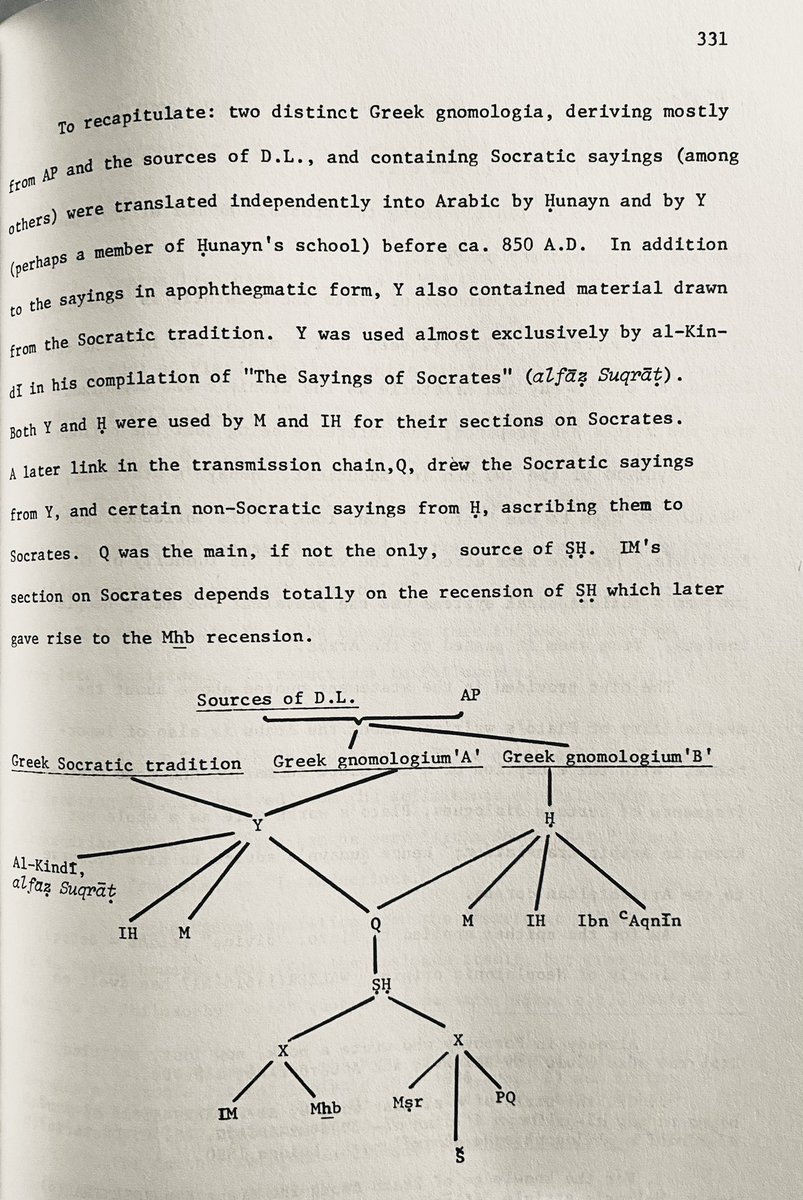 331
To recapitulate: two distinct Greek gnomologia, deriving mostly
from AP and the sources of D.L., and containing Socratic sayings (among
others) were translated independently into Arabic by Ḥunayn and by Y
(perhaps a member of Ḥunayn's school) before ca. 850 A.D. In addition
to the sayings in apophthegmatic form, Y also contained material drawn
from the Socratic tradition. Y was used almost exclusively by al-Kin-
dī in his compilation of "The Sayings of Socrates" (alfāẓ Suqrāṭ).
Both Y and Ḥ were used by M and IH for their sections on Socrates.
A later link in the transmission chain,Q, drew the Socratic sayings
from Y, and certain non-Socratic sayings from Ḥ, ascribing them to
Socrates. Q was the main, if not the only, source of ṢḤ. IM's
section on Socrates depends totally on the recension of ṢḤ which later
gave rise to the Mẖb recension.
Sources of D.L. AP
Greek Socratic tradition Greek gnomologium'A' Greek gnomologium'B'
Y Ḥ
Al-Kindī,
alfaẓ Suqrāṭ
IH M Q M IH Ibn ᶜAqnīn
ṢḤ
X X
IM Mẖb Mṣr PQ
Š